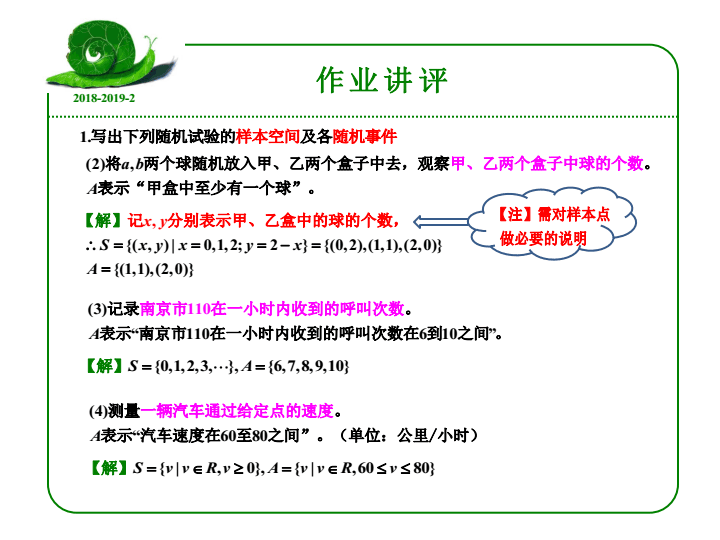 作业讲评
2018-2019-2
1.写出下列随机试验的样本空间及各随机事件
(2)将a,b两个球随机放入甲、乙两个盒子中去，观察甲、乙两个盒子中球的个数。
A表示“甲盒中至少有一个球”。
【解】记x, y分别表示甲、乙盒中的球的个数，
【注】需对样本点
做必要的说明
∴ S = {(x, y) | x = 0,1,2; y = 2 − x} = {(0,2),(1,1),(2,0)}
A = {(1,1),(2,0)}
(3)记录南京市110在一小时内收到的呼叫次数。
A表示“南京市110在一小时内收到的呼叫次数在6到10之间”。
【解】S = {0,1,2,3,⋯}, A = {6,7,8,9,10}
(4)测量一辆汽车通过给定点的速度。
A表示“汽车速度在60至80之间”。（单位：公里/小时）
【解】S = {v | v ∈ R, v ≥ 0}, A = {v | v ∈ R, 60 ≤ v ≤ 80}